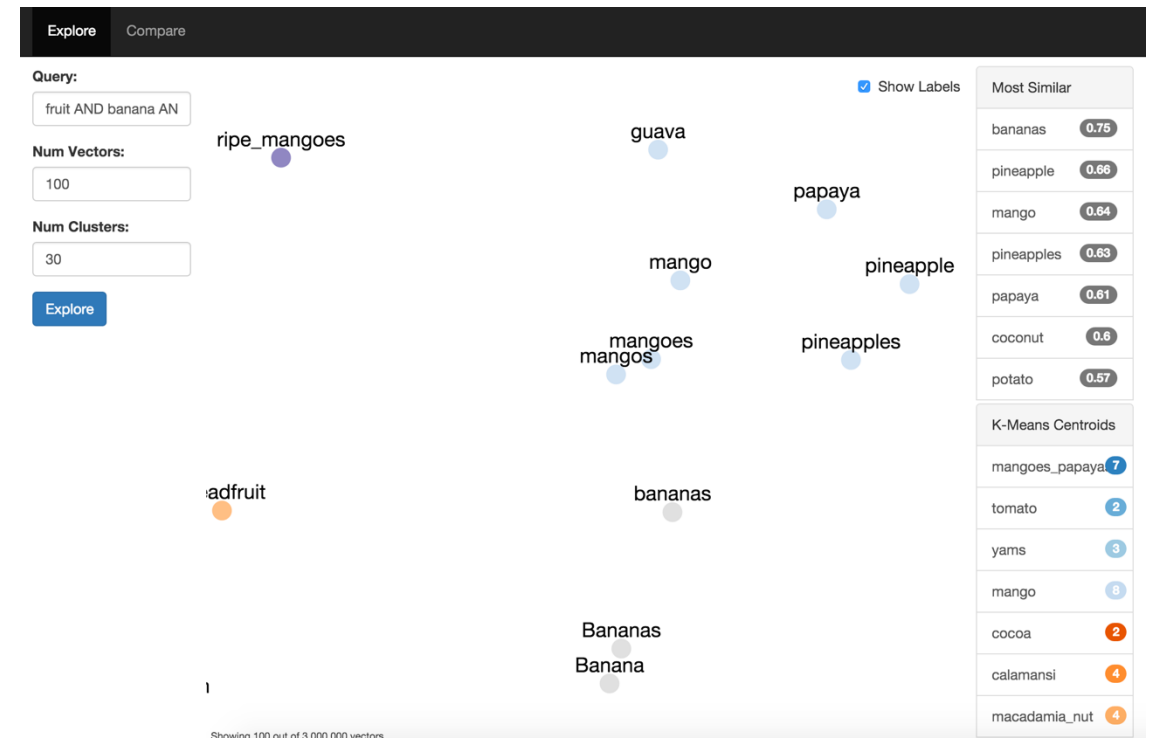 Explore Compare
Query:
fruit AND banana AN
Num Vectors:
100
Num Clusters:
30
Explore
Show Labels
ripe_mangoes
guava
papaya
mango
pineapple
mangoes
mangos
pineapples
eadfruit
bananas
Bananas
Banana
Showing 100 out of 3,000,000 vectors
Most Similar
bananas 0.75
pineapple 0.66
mango 0.64
pineapples 0.63
papaya 0.61
coconut 0.6
potato 0.57
K-Means Centroids
mangoes_papaya 7
tomato 2
yams 3
mango 8
cocoa 2
calamansi 4
macadamia_nut 4